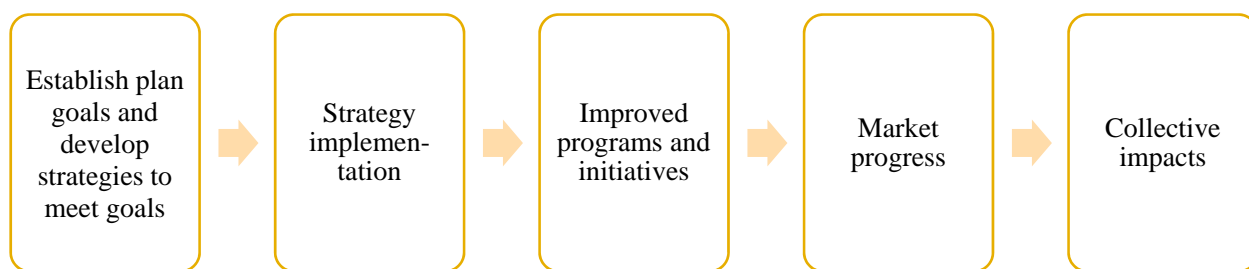 Establish plan
goals and
develop
strategies to
meet goals
Strategy
implemen-
tation
Improved
programs and
initiatives
Market
progress
Collective
impacts